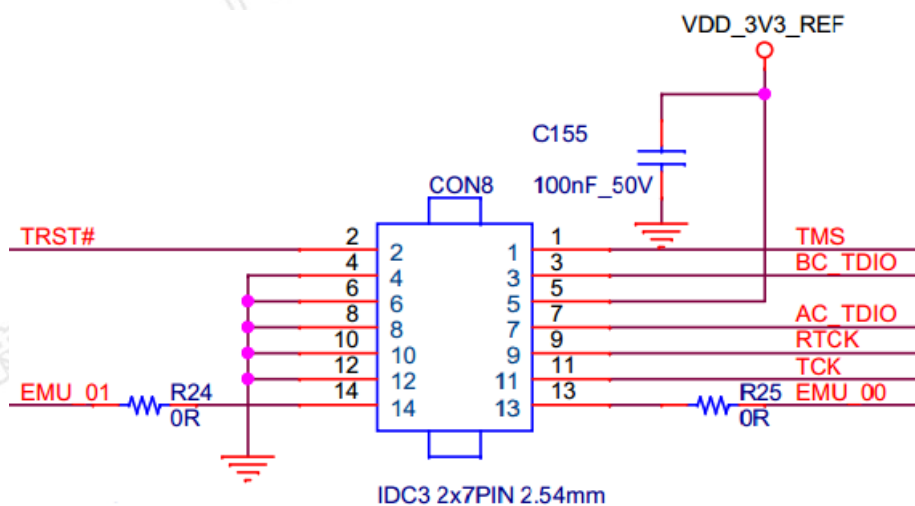 VDD_3V3_REF
C155
100nF_50V
CON8
TRST# 2 2 1 1 TMS
4 4 3 3 BC_TDIO
6 6 5 5
8 8 7 7 AC_TDIO
10 10 9 9 RTCK
12 12 11 11 TCK
EMU_01 R24 14 14 13 13 R25 EMU_00
0R 0R
IDC3 2x7PIN 2.54mm